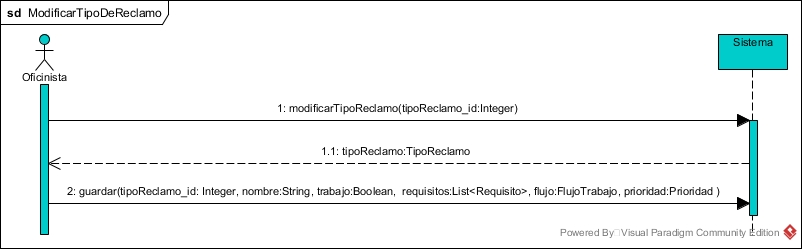 sd ModificarTipoDeReclamo
Oficinista
Sistema
1: modificarTipoReclamo(tipoReclamo_id:Integer)
1.1: tipoReclamo:TipoReclamo
2: guardar(tipoReclamo_id: Integer, nombre:String, trabajo:Boolean, requisitos:List<Requisito>, flujo:FlujoTrabajo, prioridad:Prioridad )
Powered By Visual Paradigm Community Edition